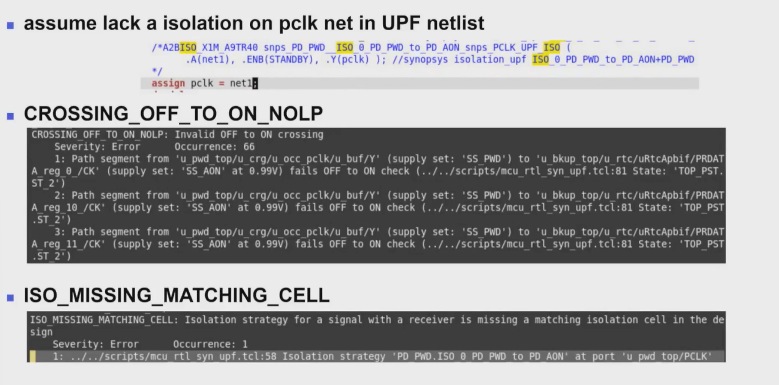 assume lack a isolation on pclk net in UPF netlist
/*A2BISO_X1M_A9TR40 snps_PD_PWD__ISO_0_PD_PWD_to_PD_AON_snps_PCLK_UPF_ISO (
.A(net1), .ENB(STANDBY), .Y(pclk) ); //synopsys isolation_upf ISO_0_PD_PWD_to_PD_AON+PD_PWD
*/
assign pclk = net1;
CROSSING_OFF_TO_ON_NOLP
CROSSING_OFF_TO_ON_NOLP: Invalid OFF to ON crossing
Severity: Error Occurrence: 66
1: Path segment from 'u_pwd_top/u_crg/u_occ_pclk/u_buf/Y' (supply set: 'SS_PWD') to 'u_bkup_top/u_rtc/uRtcApbif/PRDAT
A_reg_0_/CK' (supply set: 'SS_AON' at 0.99V) fails OFF to ON check (../../scripts/mcu_rtl_syn_upf.tcl:81 State: 'TOP_PST.
ST_2')
2: Path segment from 'u_pwd_top/u_crg/u_occ_pclk/u_buf/Y' (supply set: 'SS_PWD') to 'u_bkup_top/u_rtc/uRtcApbif/PRDAT
A_reg_10_/CK' (supply set: 'SS_AON' at 0.99V) fails OFF to ON check (../../scripts/mcu_rtl_syn_upf.tcl:81 State: 'TOP_PST
.ST_2')
3: Path segment from 'u_pwd_top/u_crg/u_occ_pclk/u_buf/Y' (supply set: 'SS_PWD') to 'u_bkup_top/u_rtc/uRtcApbif/PRDAT
A_reg_11_/CK' (supply set: 'SS_AON' at 0.99V) fails OFF to ON check (../../scripts/mcu_rtl_syn_upf.tcl:81 State: 'TOP_PST
.ST_2')
ISO_MISSING_MATCHING_CELL
ISO_MISSING_MATCHING_CELL: Isolation strategy for a signal with a receiver is missing a matching isolation cell in the de
sign
Severity: Error Occurrence: 1
1: ../../scripts/mcu_rtl_syn_upf.tcl:58 Isolation strategy 'PD_PWD.ISO_0_PD_PWD_to_PD_AON' at port 'u_pwd_top/PCLK'